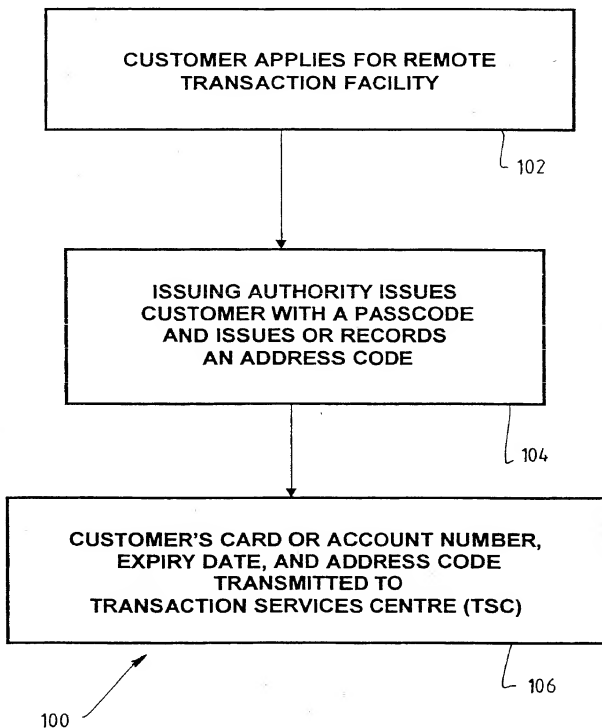 CUSTOMER APPLIES FOR REMOTE
TRANSACTION FACILITY
102
ISSUING AUTHORITY ISSUES
CUSTOMER WITH A PASSCODE
AND ISSUES OR RECORDS
AN ADDRESS CODE
104
CUSTOMER'S CARD OR ACCOUNT NUMBER,
EXPIRY DATE, AND ADDRESS CODE
TRANSMITTED TO
TRANSACTION SERVICES CENTRE (TSC)
106
100